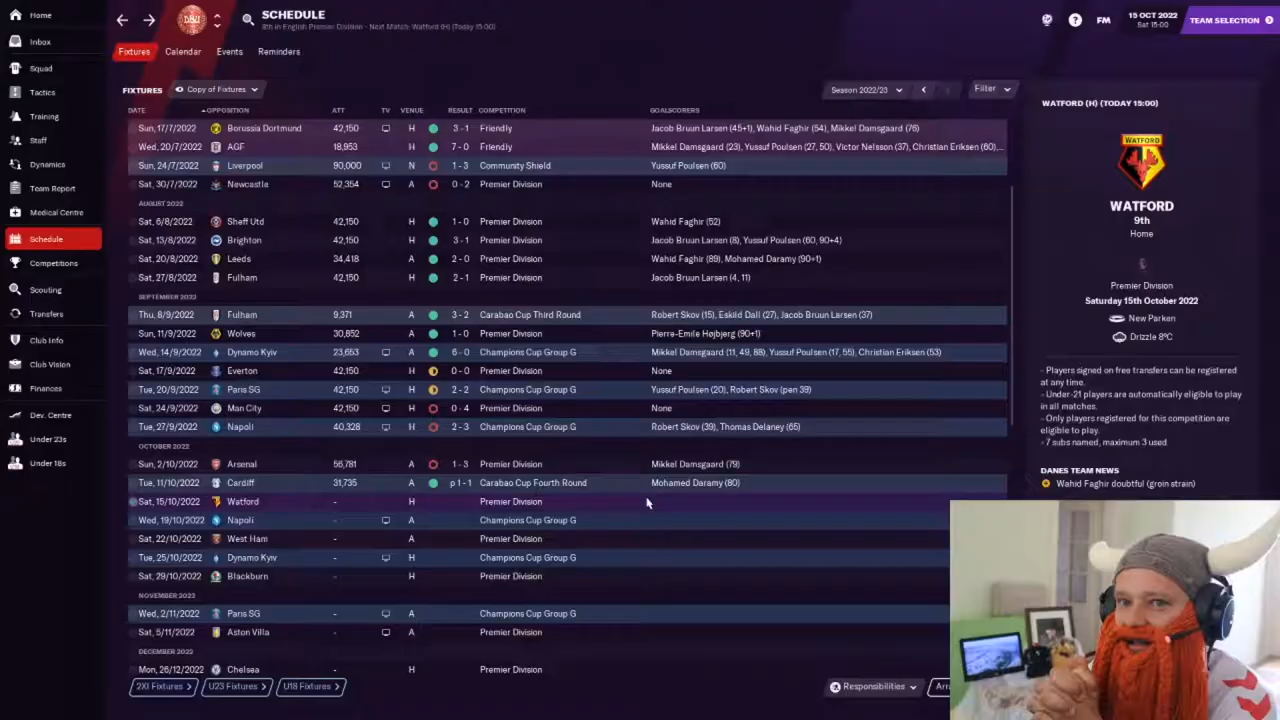 Home
Inbox
Squad
Tactics
Training
Staff
Dynamics
Team Report
Medical Centre
Schedule
Competitions
Scouting
Transfers
Club Info
Club Vision
Finances
Dev. Centre
Under 23s
Under 18s
DBU
SCHEDULE
8th in English Premier Division - Next Match: Watford (H) (Today 15:00)
? FM 15 OCT 2022 Sat 15:00 TEAM SELECTION
Fixtures Calendar Events Reminders
FIXTURES Copy of Fixtures Season 2022/23 Filter
DATE OPPOSITION ATT TV VENUE RESULT COMPETITION GOALSCORERS
Sun, 17/7/2022 Borussia Dortmund 42,150 H 3 - 1 Friendly Jacob Bruun Larsen (45+1), Wahid Faghir (54), Mikkel Damsgaard (76)
Wed, 20/7/2022 AGF 18,953 H Friendly Mikkel Damsgaard (23), Yussuf Poulsen (27, 50), Victor Nelsson (37), Christian Eriksen (60),...
Sun, 24/7/2022 Liverpool 90,000 N 1 - 3 Community Shield Yussuf Poulsen (60)
Sat, 30/7/2022 Newcastle 52,354 A 0 - 2 Premier Division None
AUGUST 2022
Sat, 6/8/2022 Sheff Utd 42,150 H 1 - 0 Premier Division Wahid Faghir (52)
Sat, 13/8/2022 Brighton 42,150 H 3 - 1 Premier Division Jacob Bruun Larsen (8), Yussuf Poulsen (60, 90+4)
Sat, 20/8/2022 Leeds 34,418 A 2 - 0 Premier Division Wahid Faghir (89), Mohamed Daramy (90+1)
Sat, 27/8/2022 Fulham 42,150 H 2 - 1 Premier Division Jacob Bruun Larsen (4, 11)
SEPTEMBER 2022
Thu, 8/9/2022 Fulham 9,371 A 3 - 2 Carabao Cup Third Round Robert Skov (15), Eskild Dall (27), Jacob Bruun Larsen (37)
Sun, 11/9/2022 Wolves 30,852 A 1 - 0 Premier Division Pierre-Emile Højbjerg (90+1)
Wed, 14/9/2022 Dynamo Kyiv 23,653 A 6 - 0 Champions Cup Group G Mikkel Damsgaard (11, 49, 88), Yussuf Poulsen (17, 55), Christian Eriksen (53)
Sat, 17/9/2022 Everton 42,150 H 0 - 0 Premier Division None
Tue, 20/9/2022 Paris SG 42,150 H 2 - 2 Champions Cup Group G Yussuf Poulsen (20), Robert Skov (pen 39)
Sat, 24/9/2022 Man City 42,150 H 0 - 4 Premier Division None
Tue, 27/9/2022 Napoli 40,328 H 2 - 3 Champions Cup Group G Robert Skov (39), Thomas Delaney (65)
OCTOBER 2022
Sun, 2/10/2022 Arsenal 56,781 A 1 - 3 Premier Division Mikkel Damsgaard (79)
Tue, 11/10/2022 Cardiff 31,735 A p 1 - 1 Carabao Cup Fourth Round Mohamed Daramy (80)
Sat, 15/10/2022 Watford - H Premier Division
Wed, 19/10/2022 Napoli - A Champions Cup Group G
Sat, 22/10/2022 West Ham - A Premier Division
Tue, 25/10/2022 Dynamo Kyiv - H Champions Cup Group G
Sat, 29/10/2022 Blackburn - H Premier Division
NOVEMBER 2022
Wed, 2/11/2022 Paris SG - A Champions Cup Group G
Sat, 5/11/2022 Aston Villa - A Premier Division
DECEMBER 2022
Mon, 26/12/2022 Chelsea - H Premier Division
2XI Fixtures U23 Fixtures U18 Fixtures Responsibilities Arr
WATFORD (H) (TODAY 15:00)
WATFORD
WATFORD
9th
Home
Premier Division
Saturday 15th October 2022
New Parken
Drizzle 8ºC
- Players signed on free transfers can be registered
at any time.
- Under-21 players are automatically eligible to play
in all matches.
- Only players registered for this competition are
eligible to play.
- 7 subs named, maximum 3 used
DANES TEAM NEWS
Wahid Faghir doubtful (groin strain)